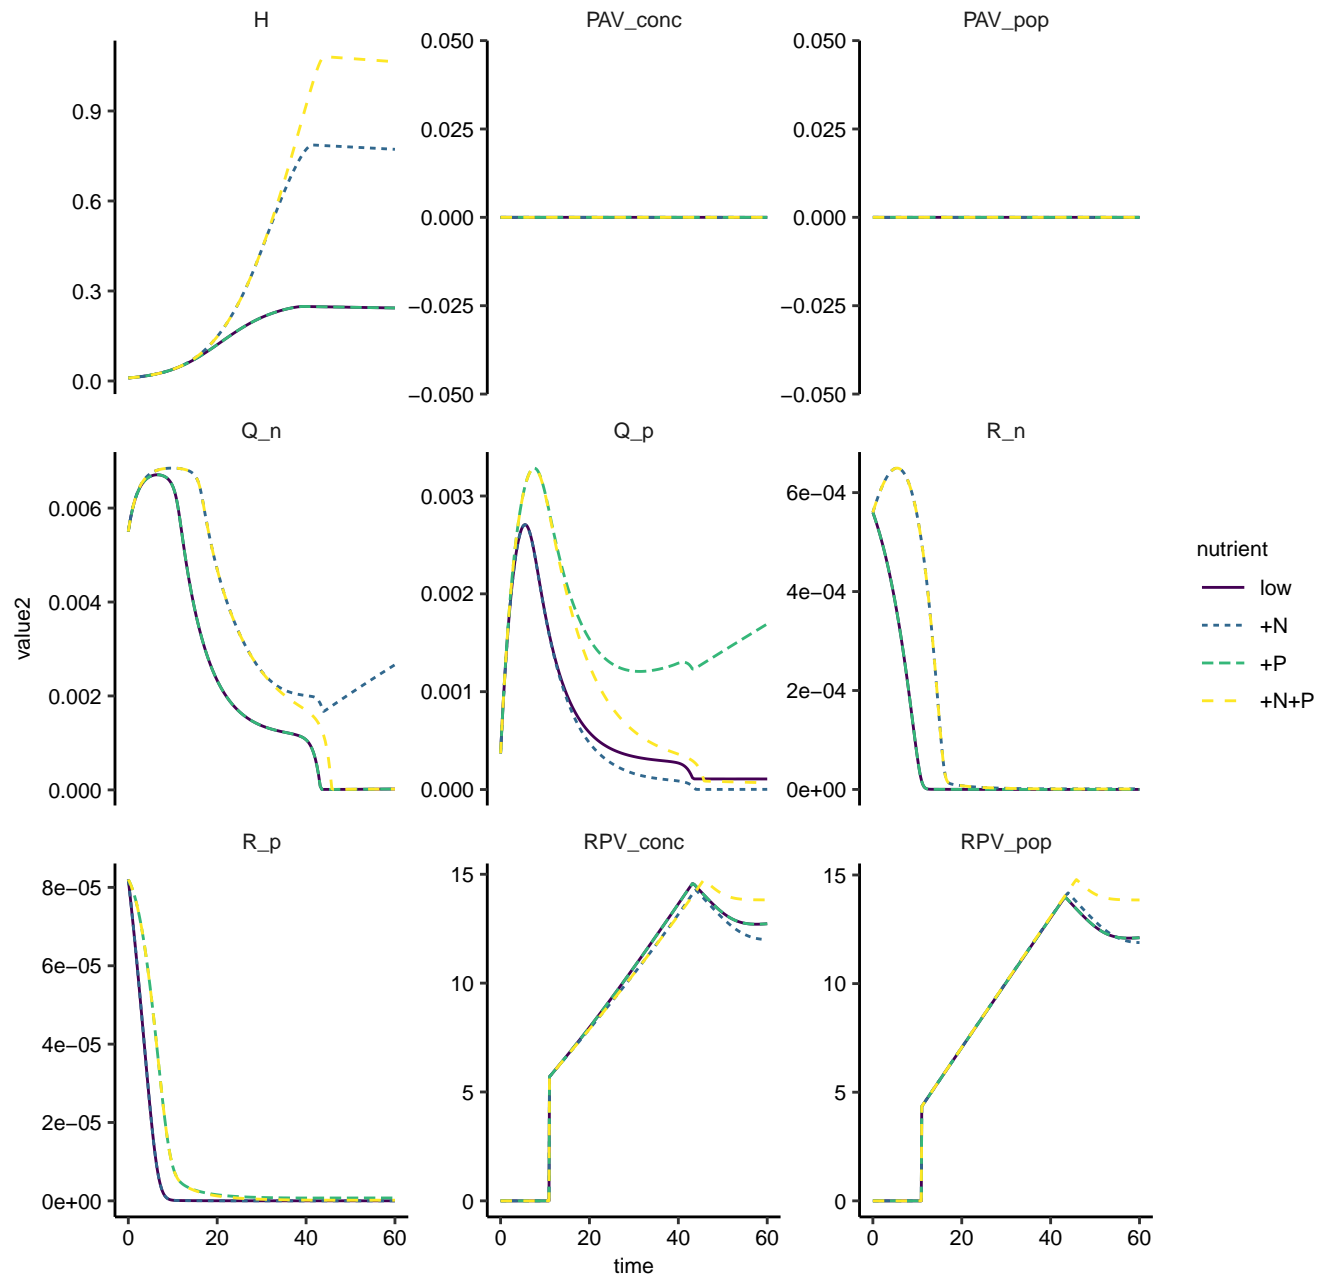 H
PAV_conc
PAV_pop
0.9
0.6
0.3
0.0
0.050
0.025
0.000
−0.025
−0.050
0.050
0.025
0.000
−0.025
−0.050
Q_n
Q_p
R_n
0.006
0.004
0.002
0.000
0.003
0.002
0.001
0.000
6e−04
4e−04
2e−04
0e+00
value2
R_p
RPV_conc
RPV_pop
8e−05
6e−05
4e−05
2e−05
0e+00
15
10
5
0
15
10
5
0
0 20 40 60
0 20 40 60
0 20 40 60
time
nutrient
low
+N
+P
+N+P